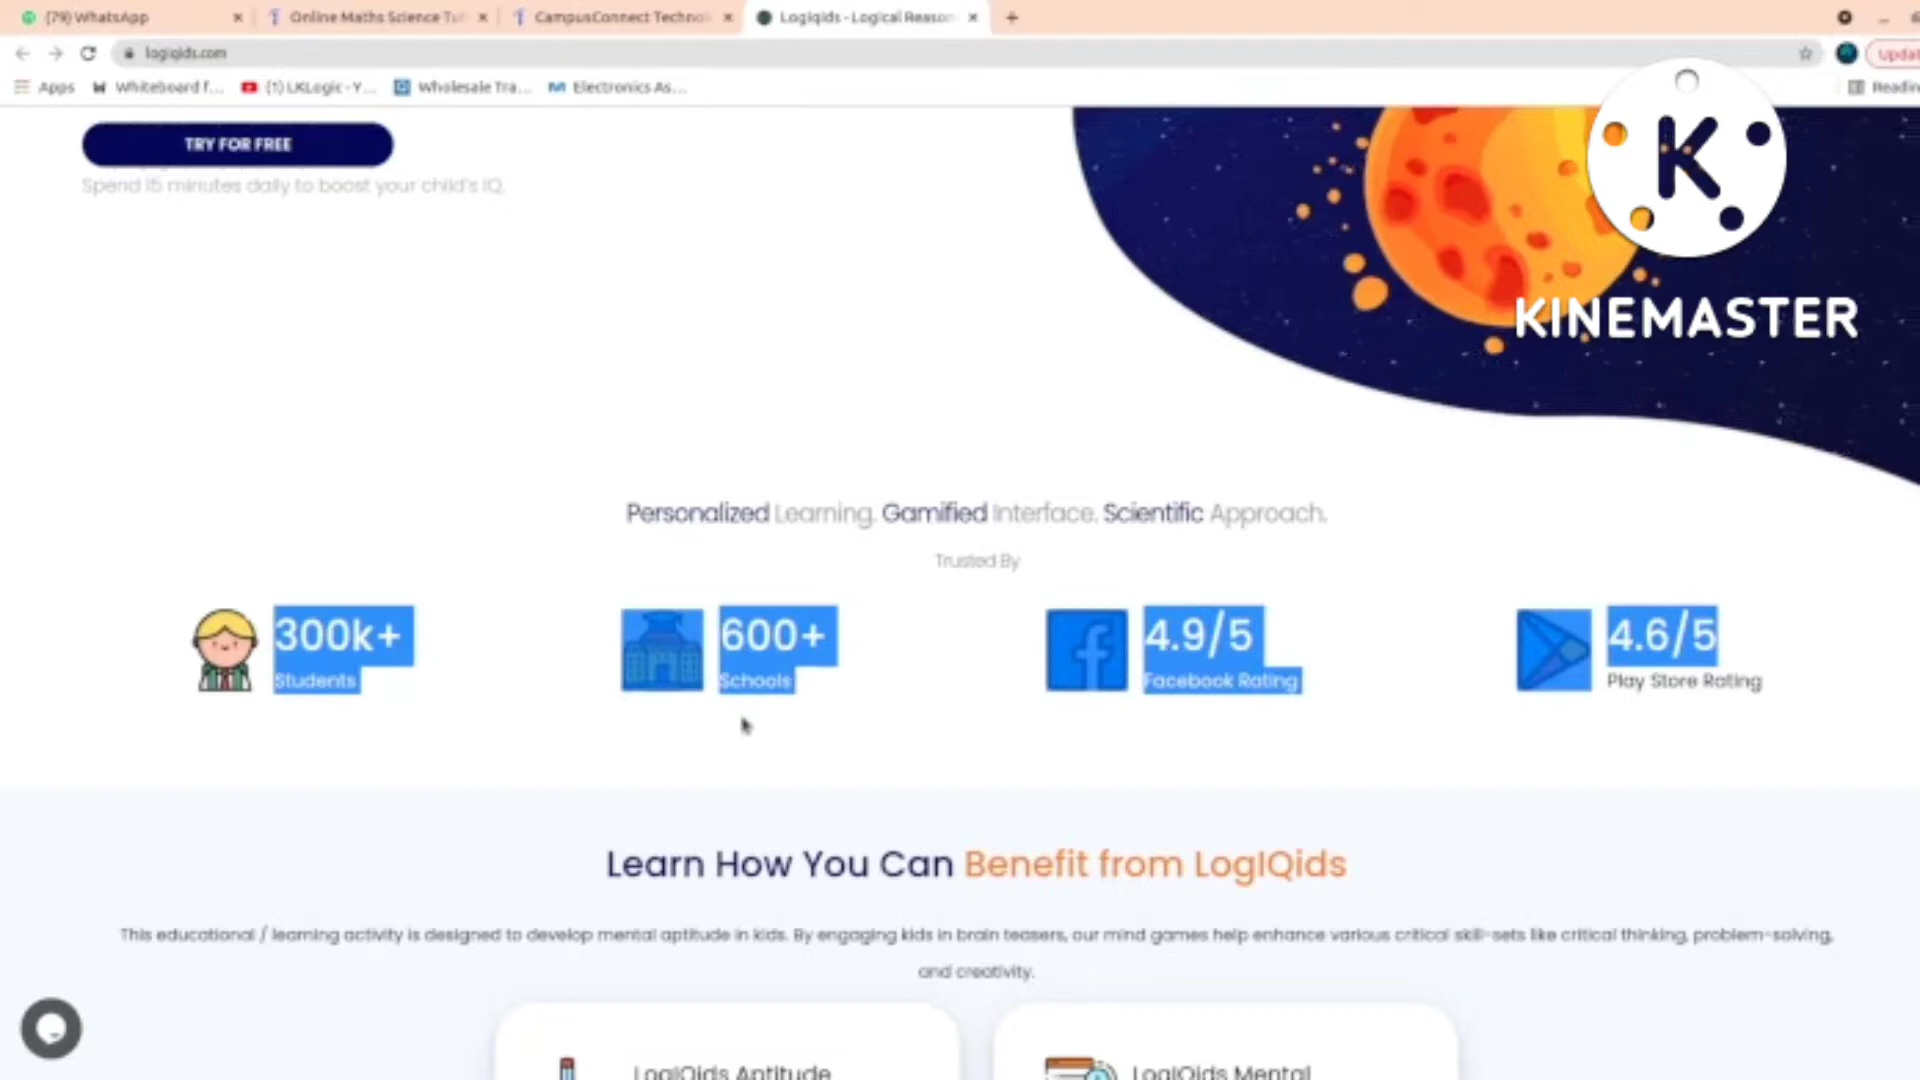 (79) WhatsApp
Online Maths Science Tu
CampusConnect Technol
Logiqids - Logical Reason
logiqids.com
Updat
Apps
Whiteboard f...
(1) LKLogic - Y...
Wholesale Tra...
Electronics As...
Readin
TRY FOR FREE
Spend 15 minutes daily to boost your child's IQ.
K
KINEMASTER
Personalized Learning. Gamified Interface. Scientific Approach.
Trusted By
300k+
Students
600+
Schools
4.9/5
Facebook Rating
4.6/5
Play Store Rating
Learn How You Can Benefit from LogIQids
This educational / learning activity is designed to develop mental aptitude in kids. By engaging kids in brain teasers, our mind games help enhance various critical skill-sets like critical thinking, problem-solving,
and creativity.
LogIQids Aptitude
LogIQids Mental